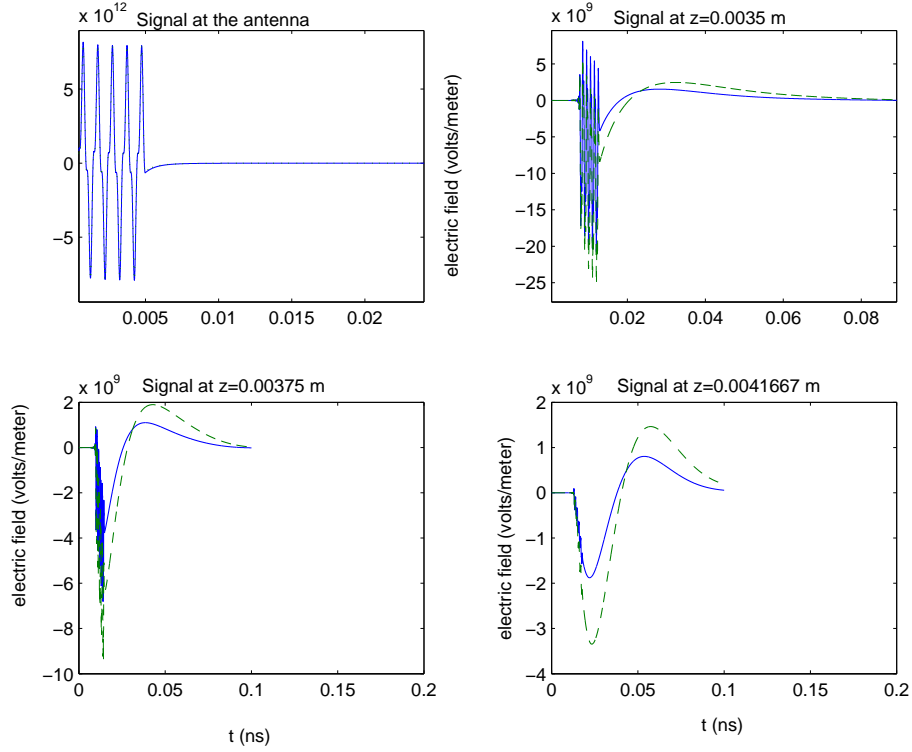 x 10^12 Signal at the antenna
5
0
−5
0.005 0.01 0.015 0.02
x 10^9 Signal at z=0.0035 m
electric field (volts/meter)
5
0
−5
−10
−15
−20
−25
0.02 0.04 0.06 0.08
x 10^9 Signal at z=0.00375 m
electric field (volts/meter)
2
0
−2
−4
−6
−8
−10
0 0.05 0.1 0.15 0.2
t (ns)
x 10^9 Signal at z=0.0041667 m
electric field (volts/meter)
2
1
0
−1
−2
−3
−4
0 0.05 0.1 0.15 0.2
t (ns)